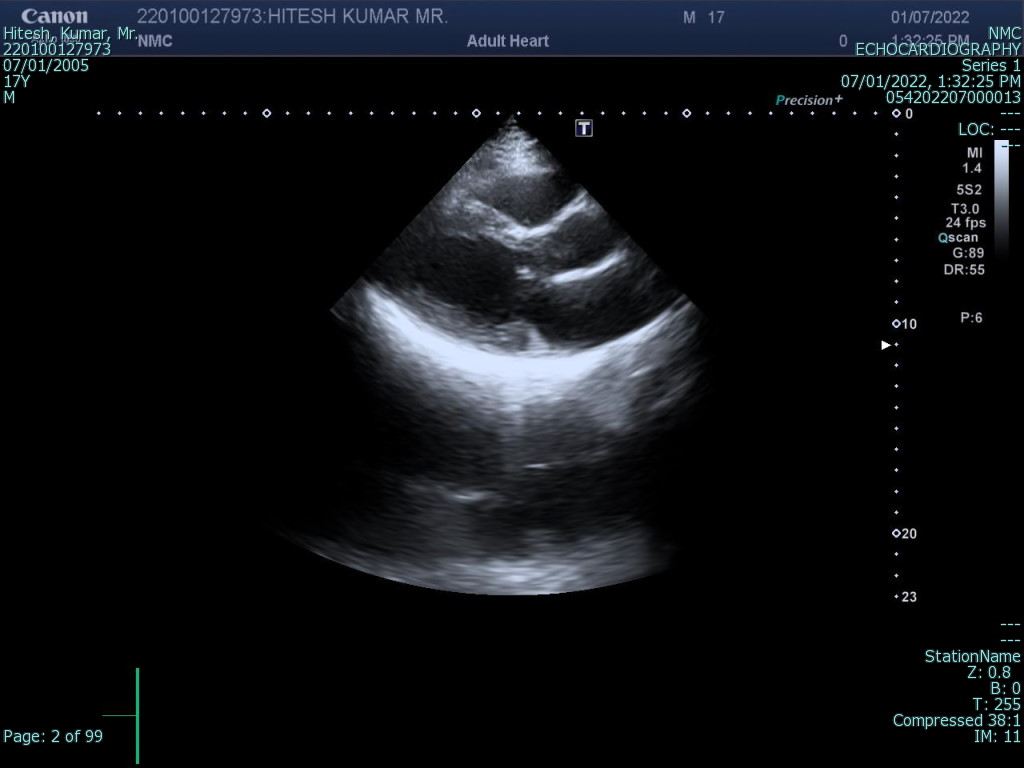 Canon
220100127973:HITESH KUMAR MR.
M 17
01/07/2022
Hitesh, Kumar, Mr.
NMC
220100127973
NMC
Adult Heart
0
1:32:25 PM
ECHOCARDIOGRAPHY
07/01/2005
Series 1
17Y
07/01/2022, 1:32:25 PM
M
Precision+
054202207000013
T
0
---
LOC: ---
---
MI
1.4
5S2
T3.0
24 fps
Qscan
G:89
DR:55
P:6
10
20
23
---
---
StationName
Z: 0.8
B: 0
T: 255
Compressed 38:1
Page: 2 of 99
IM: 11